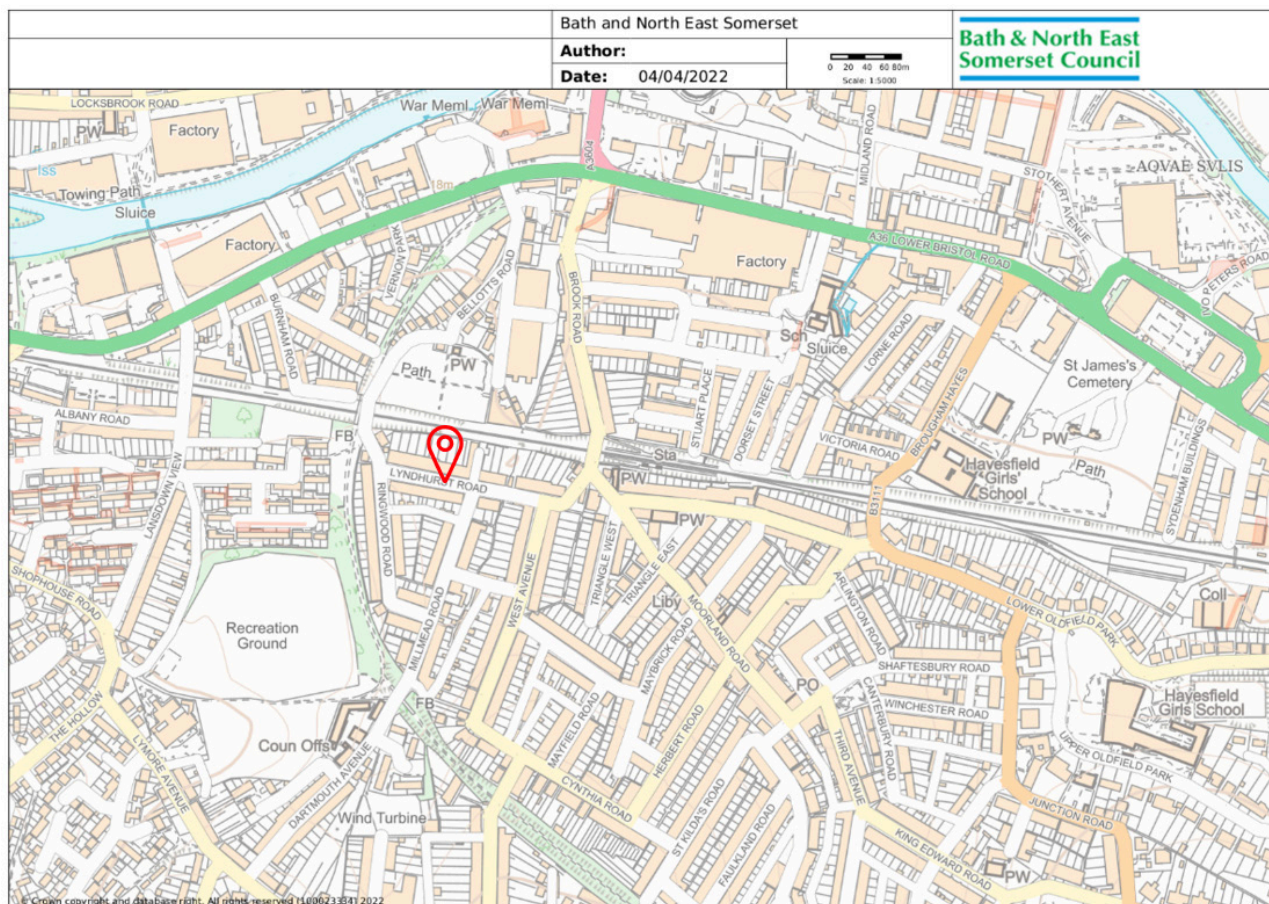 Bath and North East Somerset
Author:
Date: 04/04/2022
0 20 40 60 80m
Scale: 1:5000
Bath & North East
Somerset Council
LOCKSBROOK ROAD
War Meml
War Meml
PW
Factory
A3604
MIDLAND ROAD
AQVAE SVLIS
STOTHERT AVENUE
Iss
Towing Path
Sluice
18m
Factory
VERNON PARK
BELLOTTS ROAD
BROOK ROAD
Factory
A36 LOWER BRISTOL ROAD
IVO PETERS ROAD
BURNHAM ROAD
Path
PW
Sch
Sluice
LORNE ROAD
St James's
Cemetery
STUART PLACE
DORSET STREET
BROUGHAM HAYES
ALBANY ROAD
FB
LANSDOWN VIEW
LYNDHURST ROAD
RINGWOOD ROAD
Sta
PW
VICTORIA ROAD
PW
Path
Hayesfield
Girls'
School
SYDENHAM BUILDINGS
B3111
PW
SHOPHOUSE ROAD
WEST AVENUE
TRIANGLE WEST
TRIANGLE EAST
Liby
MOORLAND ROAD
ARLINGTON ROAD
LOWER OLDFIELD PARK
Coll
Recreation
Ground
MILLMEAD ROAD
MAYBRICK ROAD
SHAFTESBURY ROAD
PO
CANTERBURY ROAD
WINCHESTER ROAD
Hayesfield
Girls School
THE HOLLOW
LYMORE AVENUE
FB
Coun Offs
MAYFIELD ROAD
HERBERT ROAD
THIRD AVENUE
UPPER OLDFIELD PARK
DARTMOUTH AVENUE
CYNTHIA ROAD
JUNCTION ROAD
Wind Turbine
ST KILDA'S ROAD
FAULKLAND ROAD
KING EDWARD ROAD
PW
© Crown copyright and database right. All rights reserved (100023334) 2022